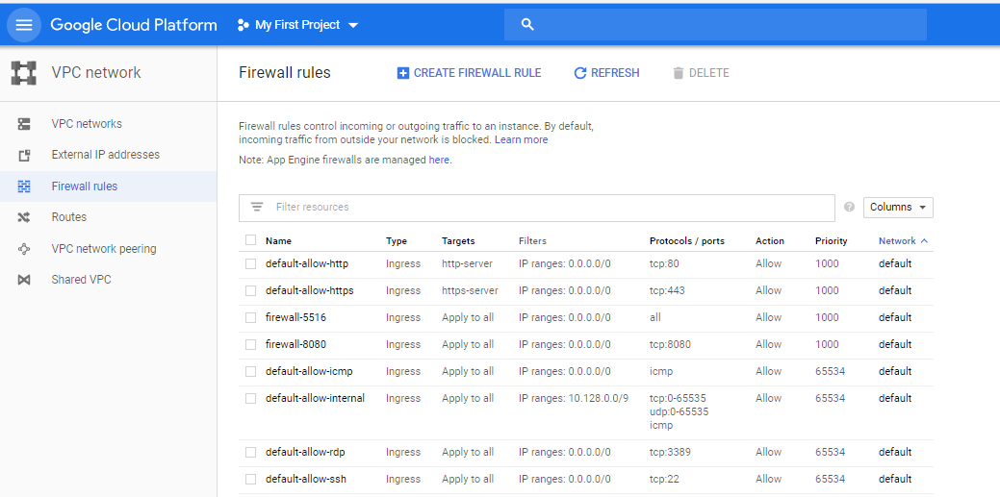 Google Cloud Platform My First Project
VPC network
Firewall rules CREATE FIREWALL RULE REFRESH DELETE
VPC networks
External IP addresses
Firewall rules
Routes
VPC network peering
Shared VPC
Firewall rules control incoming or outgoing traffic to an instance. By default,
incoming traffic from outside your network is blocked. Learn more
Note: App Engine firewalls are managed here.
Filter resources ? Columns
Name Type Targets Filters Protocols / ports Action Priority Network
default-allow-http Ingress http-server IP ranges: 0.0.0.0/0 tcp:80 Allow 1000 default
default-allow-https Ingress https-server IP ranges: 0.0.0.0/0 tcp:443 Allow 1000 default
firewall-5516 Ingress Apply to all IP ranges: 0.0.0.0/0 all Allow 1000 default
firewall-8080 Ingress Apply to all IP ranges: 0.0.0.0/0 tcp:8080 Allow 1000 default
default-allow-icmp Ingress Apply to all IP ranges: 0.0.0.0/0 icmp Allow 65534 default
default-allow-internal Ingress Apply to all IP ranges: 10.128.0.0/9 tcp:0-65535 Allow 65534 default
udp:0-65535
icmp
default-allow-rdp Ingress Apply to all IP ranges: 0.0.0.0/0 tcp:3389 Allow 65534 default
default-allow-ssh Ingress Apply to all IP ranges: 0.0.0.0/0 tcp:22 Allow 65534 default